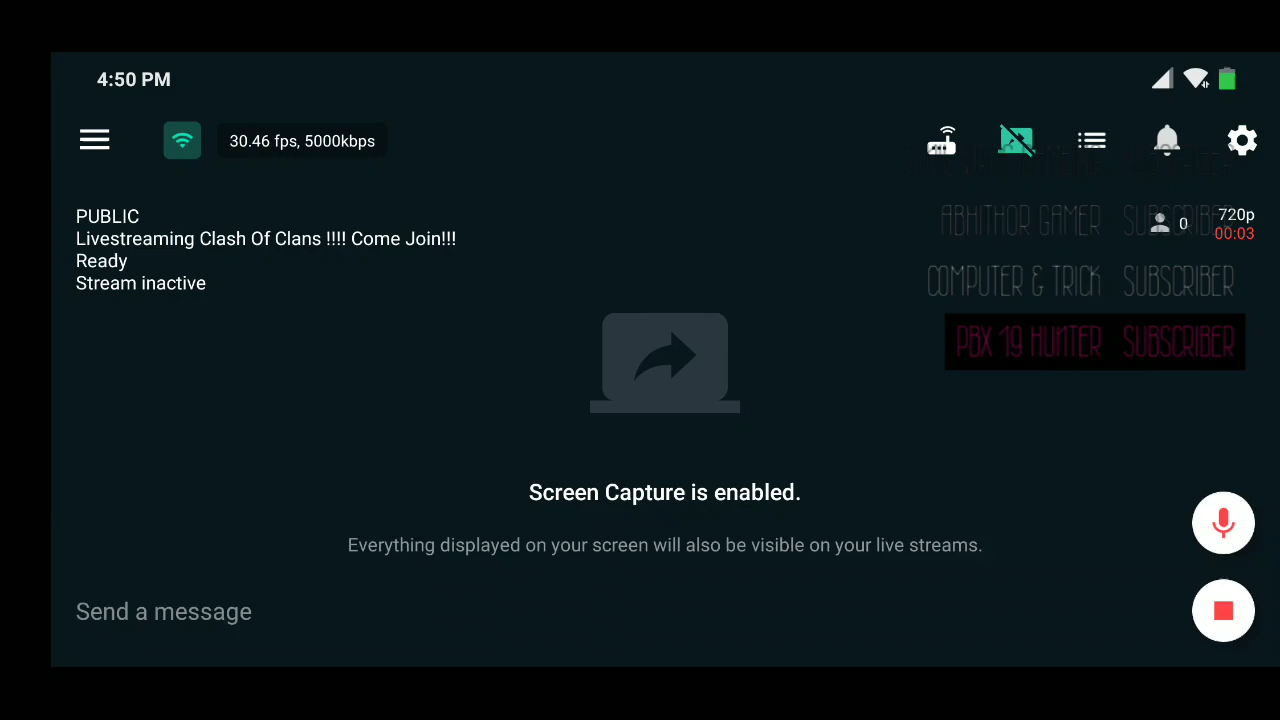 4:50 PM
30.46 fps, 5000kbps
PUBLIC
Livestreaming Clash Of Clans !!!! Come Join!!!
Ready
Stream inactive
ABHITHOR GAMER SUBSCRIBER
0
720p
00:03
COMPUTER & TRICK SUBSCRIBER
PBX 19 HUNTER SUBSCRIBER
Screen Capture is enabled.
Everything displayed on your screen will also be visible on your live streams.
Send a message